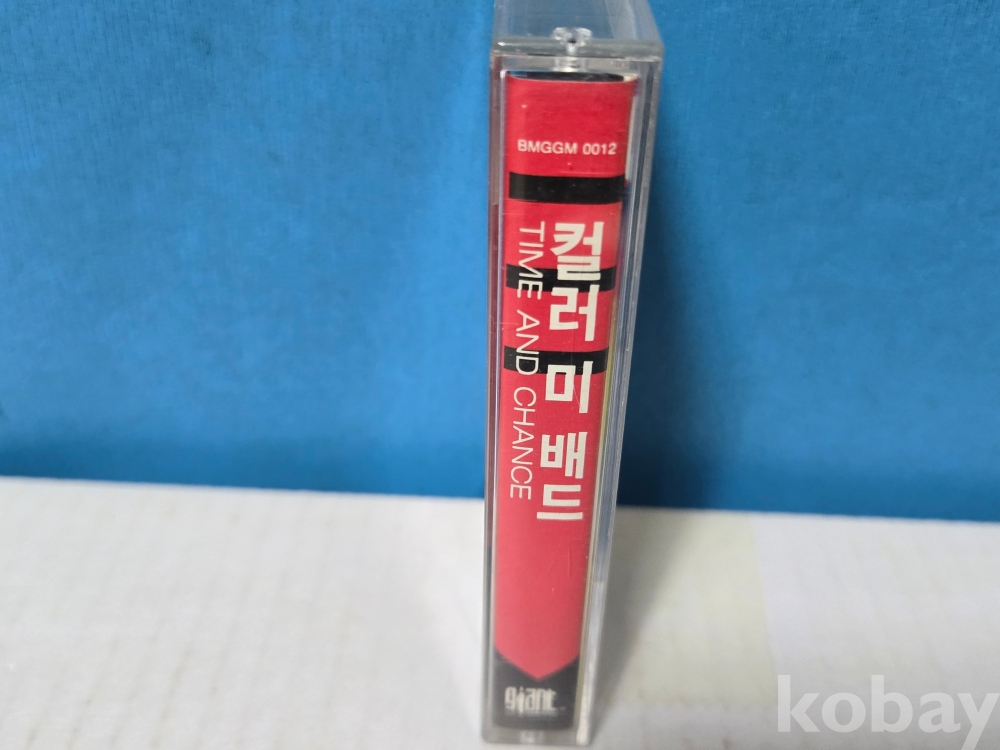 BMGGM 0012
컬러 미 배드
TIME AND CHANCE
giant
kobay